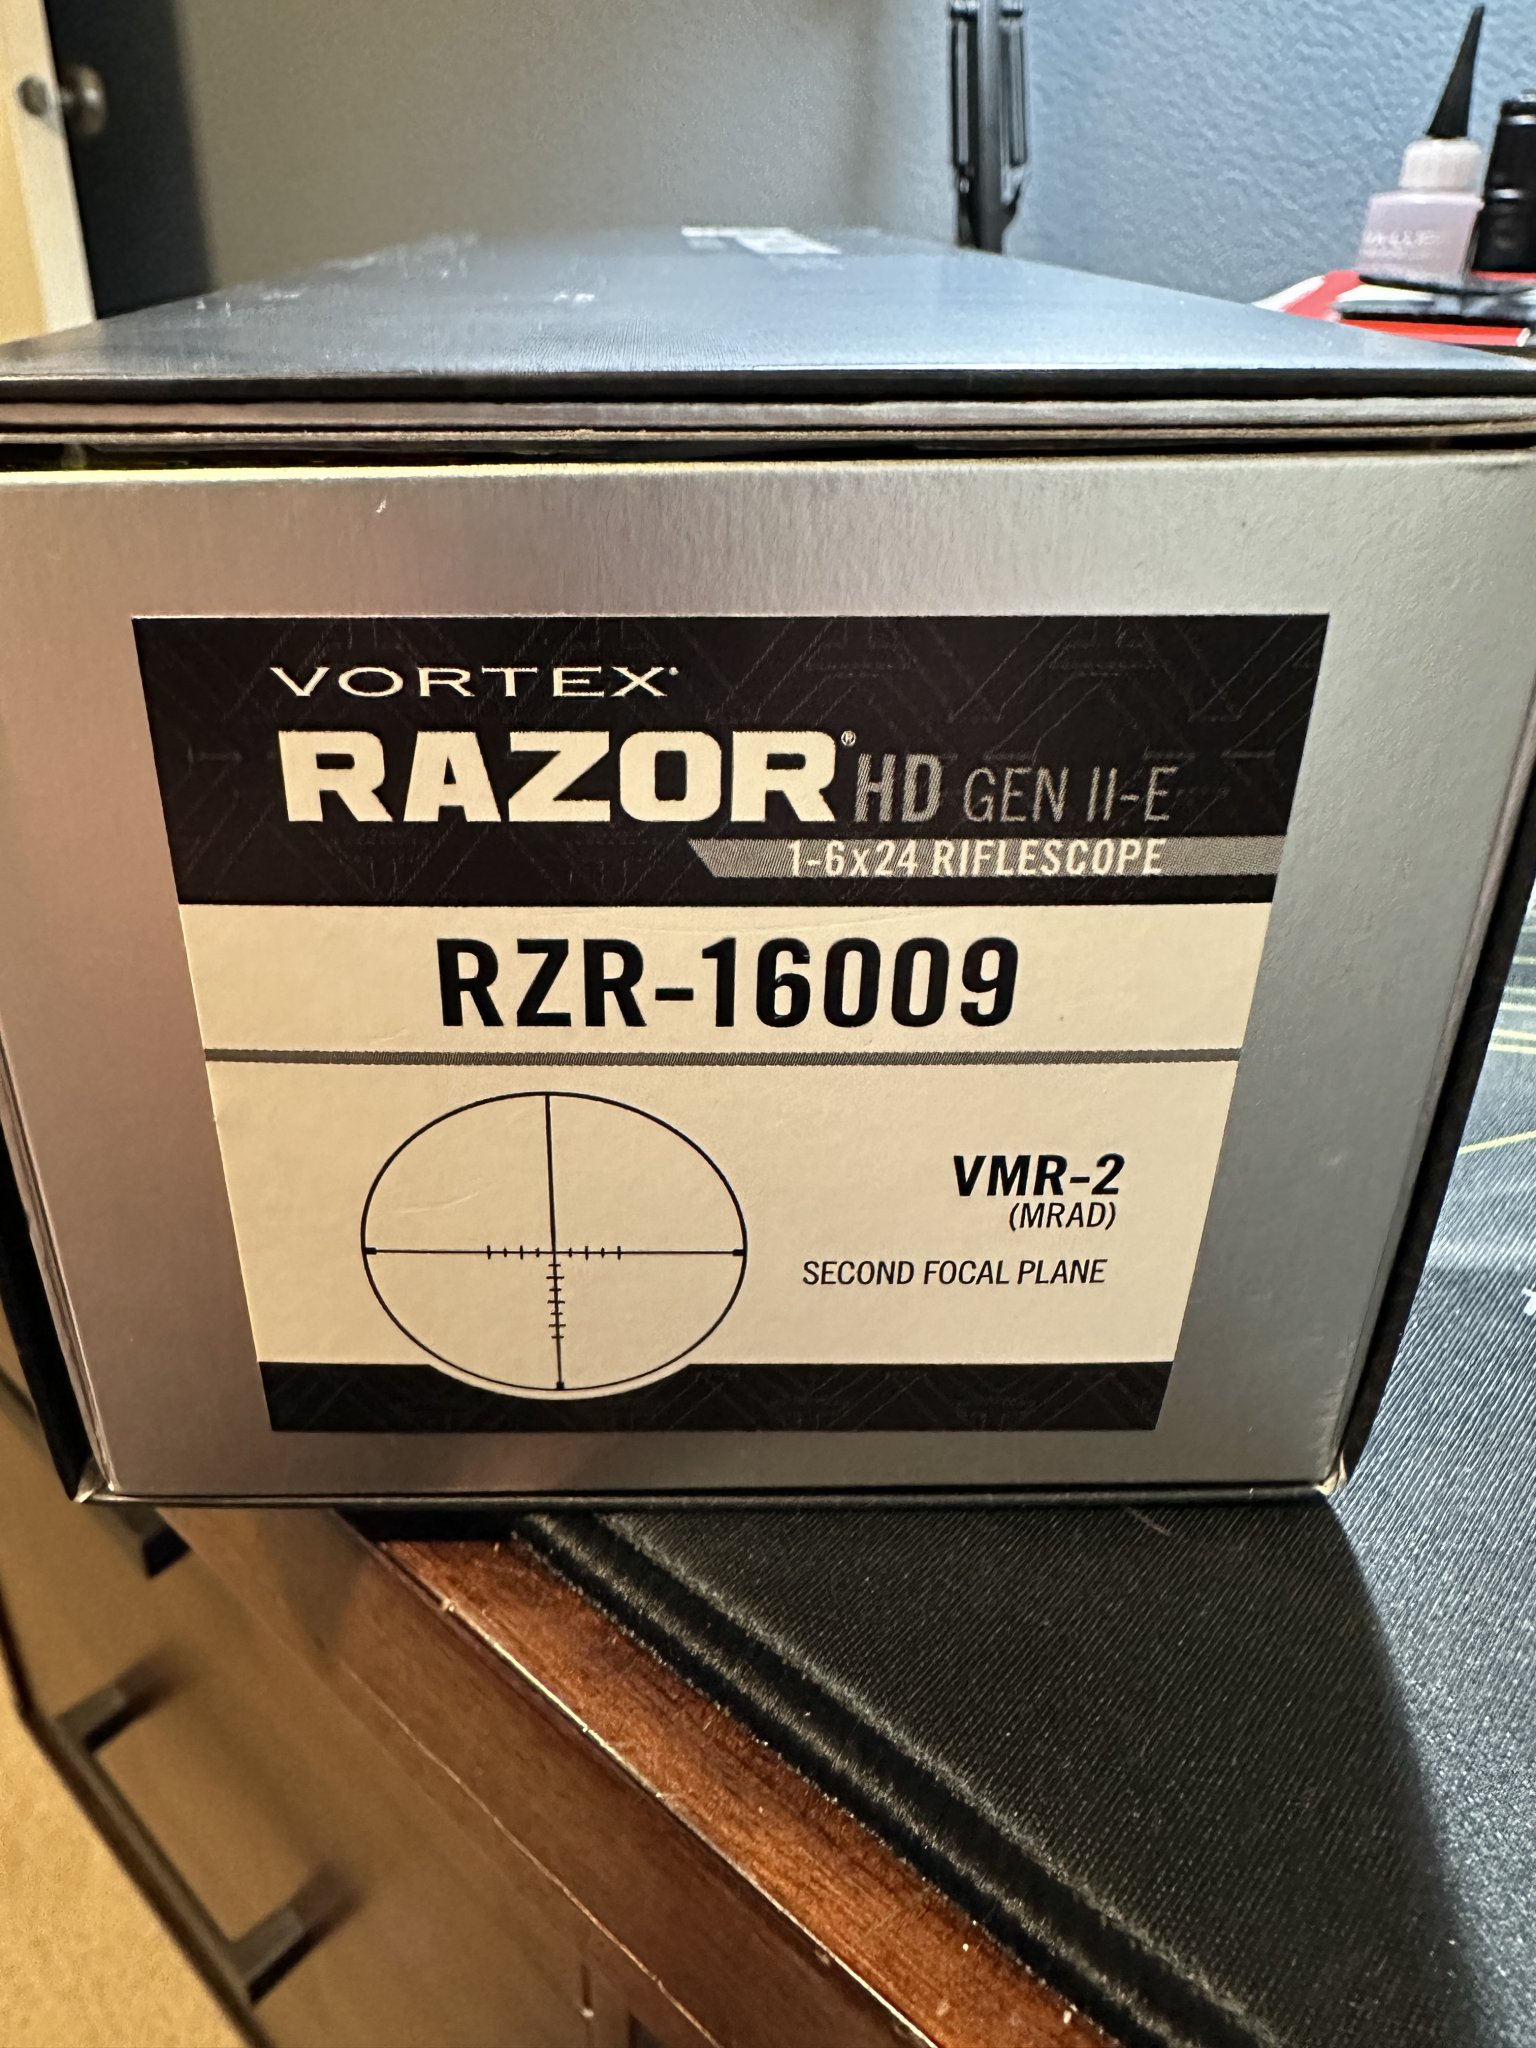 VORTEX®
RAZOR® HD GEN II-E
1-6x24 RIFLESCOPE
RZR-16009
VMR-2
(MRAD)
SECOND FOCAL PLANE